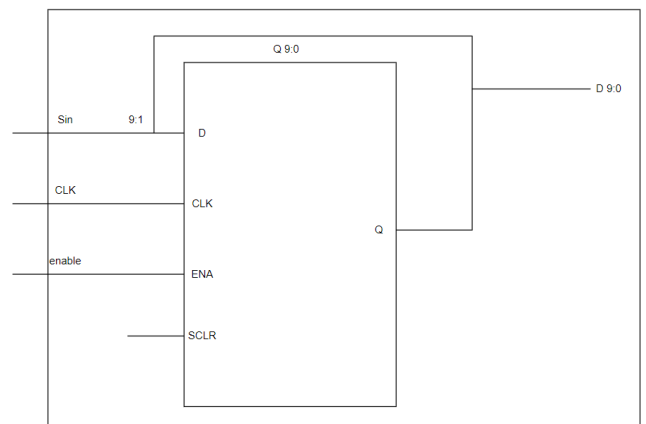 Q 9:0
D 9:0
Sin 9:1
D
CLK
CLK
Q
enable
ENA
SCLR